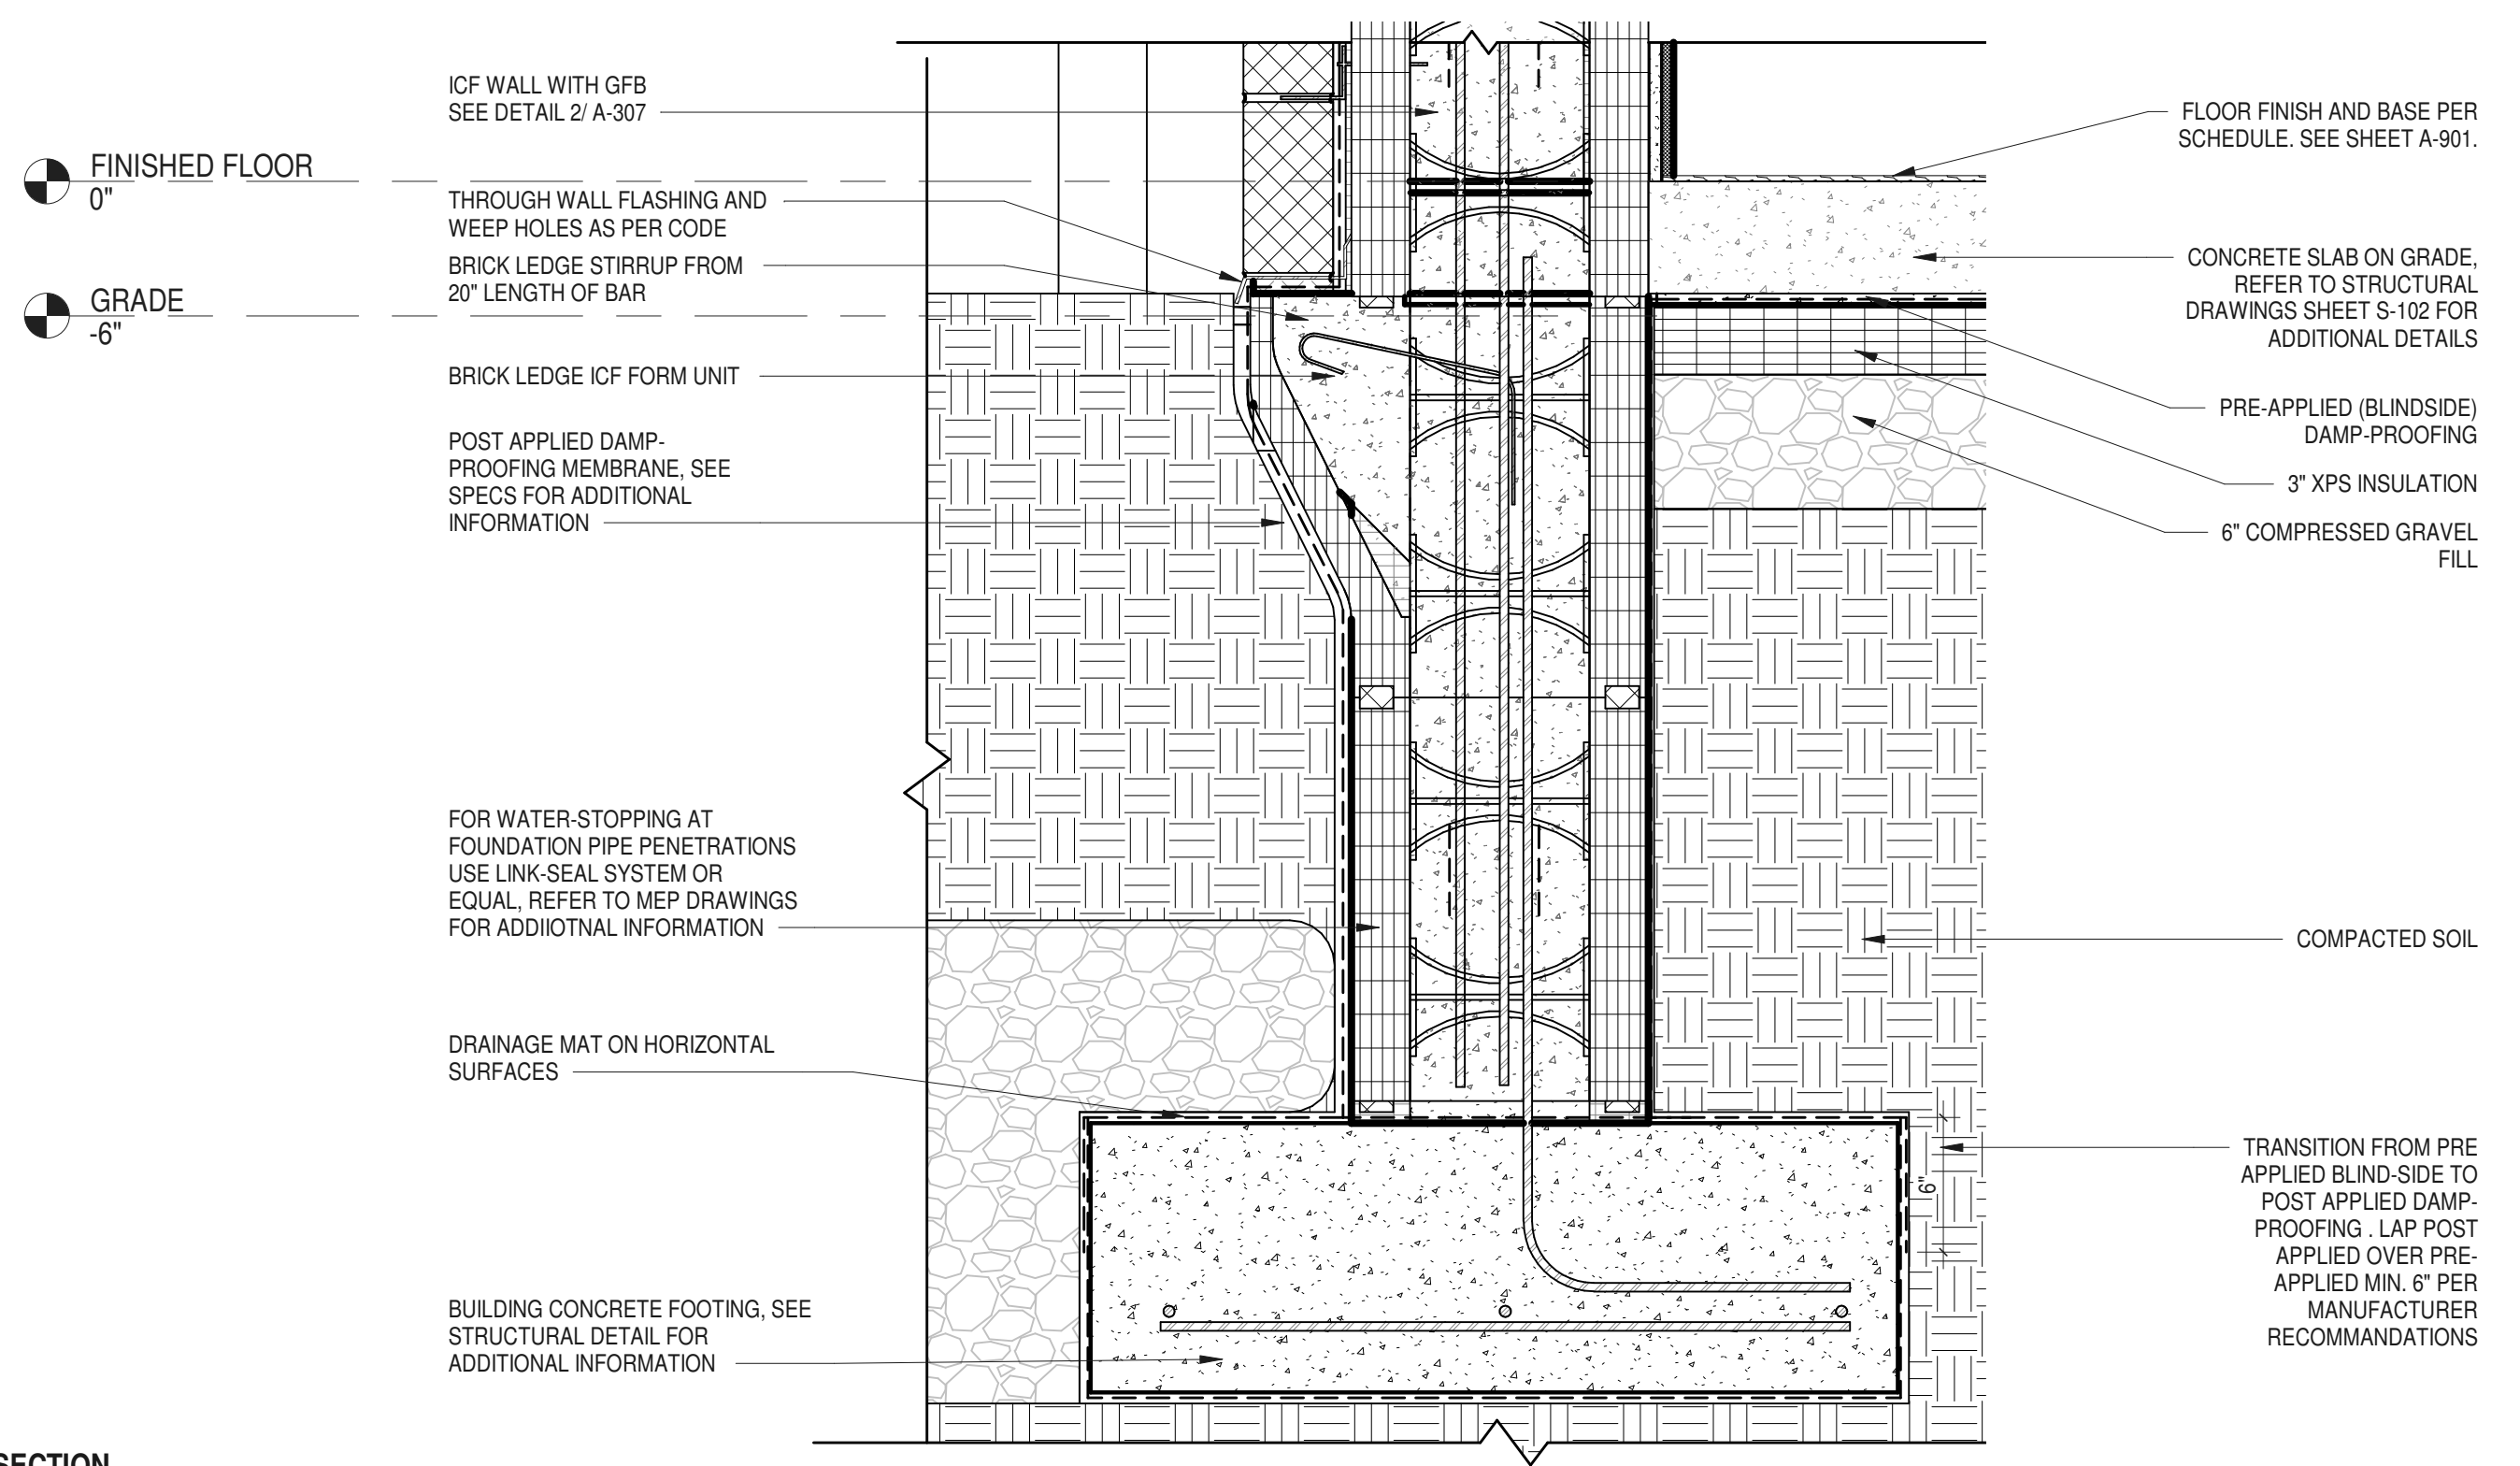 ICF WALL WITH GFB
SEE DETAIL 2/ A-307
FINISHED FLOOR
0"
THROUGH WALL FLASHING AND
WEEP HOLES AS PER CODE
BRICK LEDGE STIRRUP FROM
20" LENGTH OF BAR
GRADE
-6"
BRICK LEDGE ICF FORM UNIT
POST APPLIED DAMP-
PROOFING MEMBRANE, SEE
SPECS FOR ADDITIONAL
INFORMATION
FOR WATER-STOPPING AT
FOUNDATION PIPE PENETRATIONS
USE LINK-SEAL SYSTEM OR
EQUAL, REFER TO MEP DRAWINGS
FOR ADDIIOTNAL INFORMATION
DRAINAGE MAT ON HORIZONTAL
SURFACES
BUILDING CONCRETE FOOTING, SEE
STRUCTURAL DETAIL FOR
ADDITIONAL INFORMATION
FLOOR FINISH AND BASE PER
SCHEDULE. SEE SHEET A-901.
CONCRETE SLAB ON GRADE,
REFER TO STRUCTURAL
DRAWINGS SHEET S-102 FOR
ADDITIONAL DETAILS
PRE-APPLIED (BLINDSIDE)
DAMP-PROOFING
3" XPS INSULATION
6" COMPRESSED GRAVEL
FILL
COMPACTED SOIL
6"
TRANSITION FROM PRE
APPLIED BLIND-SIDE TO
POST APPLIED DAMP-
PROOFING . LAP POST
APPLIED OVER PRE-
APPLIED MIN. 6" PER
MANUFACTURER
RECOMMANDATIONS
SECTION